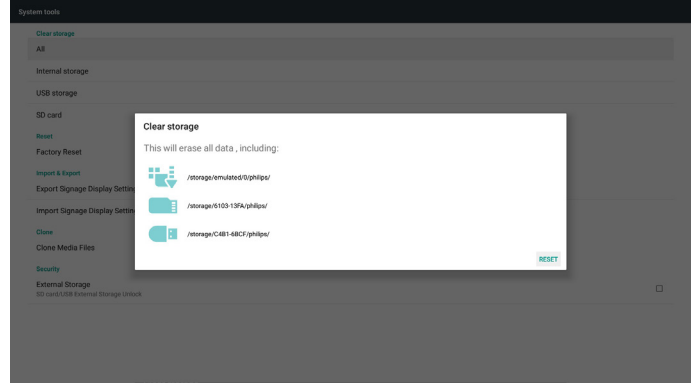 System tools
Clear storage
All
Internal storage
USB storage
SD card
Clear storage
This will erase all data , including:
/storage/emulated/0/philips/
/storage/6103-13FA/philips/
/storage/C4B1-6BCF/philips/
RESET
Reset
Factory Reset
Import & Export
Export Signage Display Settin
Import Signage Display Settin
Clone
Clone Media Files
Security
External Storage
SD card/USB External Storage Unlock